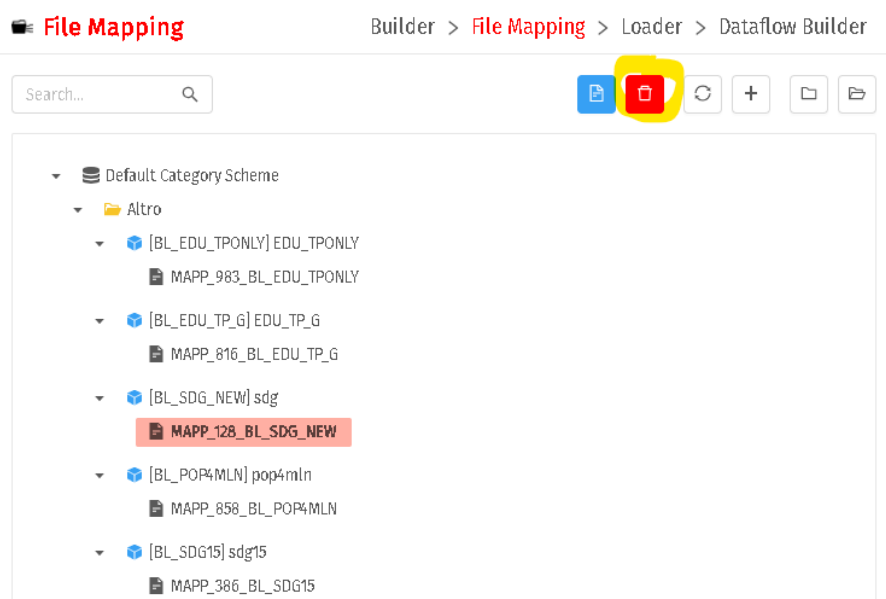 File Mapping
Builder > File Mapping > Loader > Dataflow Builder
Search...
Default Category Scheme
Altro
[BL_EDU_TPONLY] EDU_TPONLY
MAPP_983_BL_EDU_TPONLY
[BL_EDU_TP_G] EDU_TP_G
MAPP_816_BL_EDU_TP_G
[BL_SDG_NEW] sdg
MAPP_128_BL_SDG_NEW
[BL_POP4MLN] pop4mln
MAPP_858_BL_POP4MLN
[BL_SDG15] sdg15
MAPP_386_BL_SDG15